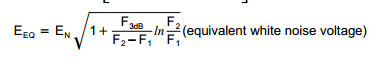 E_EQ = E_N √(1 + F_3dB / (F_2 – F_1) ln F_2 / F_1) (equivalent white noise voltage)